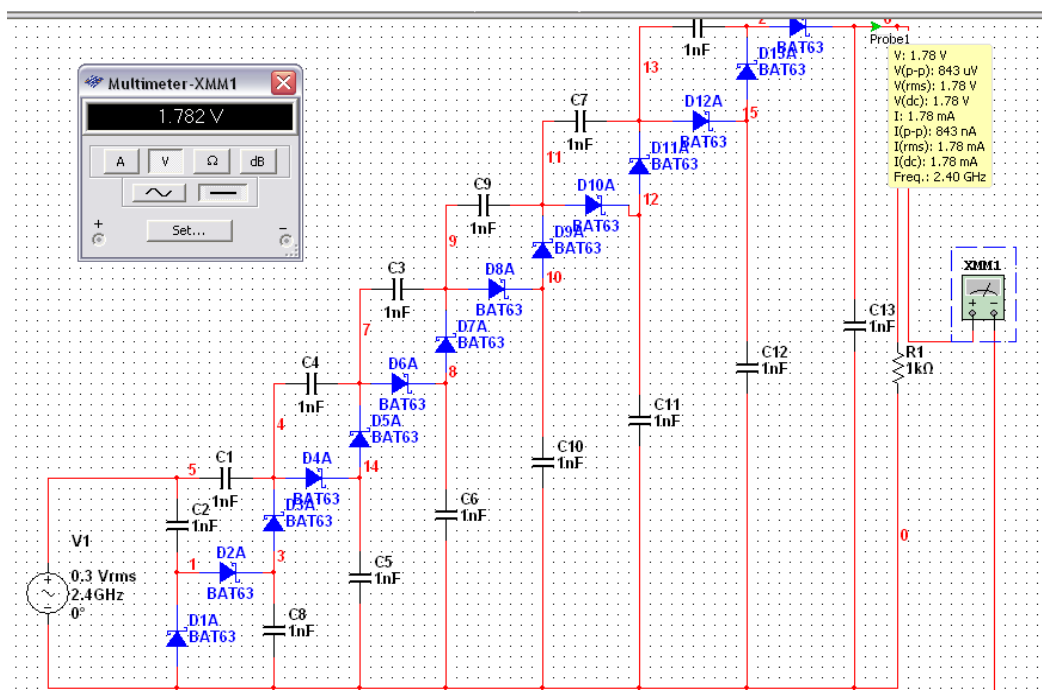 Multimeter-XMM1
1.782 V
A
V
Ω
dB
+
Set...
-
2
1nF
BAT63
Probe1
V: 1.78 V
V(p-p): 843 uV
V(rms): 1.78 V
V(dc): 1.78 V
I: 1.78 mA
I(p-p): 843 nA
I(rms): 1.78 mA
I(dc): 1.78 mA
Freq.: 2.40 GHz
13
D13A
BAT63
C7
1nF
D12A
BAT63
15
11
D11A
BAT63
C9
1nF
D10A
BAT63
12
9
D9A
BAT63
XMM1
+ -
C3
1nF
D8A
BAT63
10
C13
1nF
7
D7A
BAT63
R1
1kΩ
C4
1nF
D6A
BAT63
8
C12
1nF
4
D5A
BAT63
C11
1nF
C10
1nF
5
C1
1nF
D4A
BAT63
14
C2
1nF
D3A
BAT63
C6
1nF
0
V1
0.3 Vrms
2.4GHz
0°
1
D2A
BAT63
3
C5
1nF
D1A
BAT63
C8
1nF